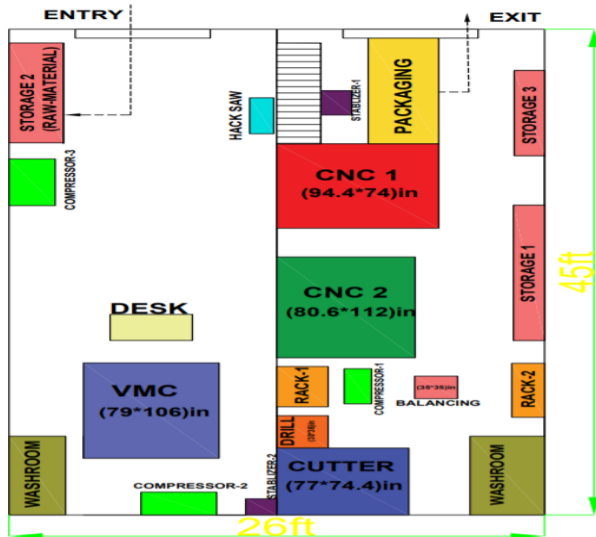 ENTRY
EXIT
STORAGE 2
(RAW-MATERIAL)
HACK SAW
STABLIZER-1
PACKAGING
STORAGE 3
COMPRESSOR-3
CNC 1
(94.4*74)in
STORAGE 1
45ft
CNC 2
(80.6*112)in
DESK
VMC
(79*106)in
RACK-1
COMPRESSOR-1
(35*35)in
BALANCING
RACK-2
DRILL
WASHROOM
COMPRESSOR-2
STABLIZER-2
CUTTER
(77*74.4)in
WASHROOM
26ft